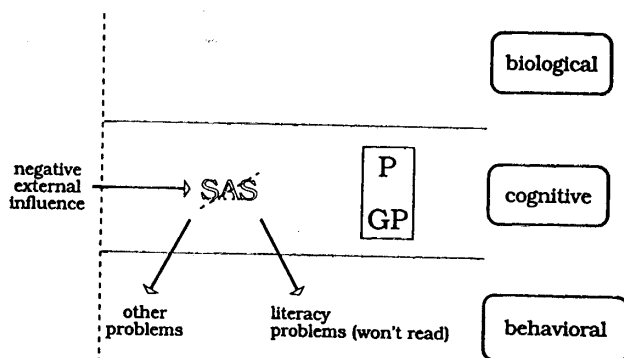 biological
negative
external
influence
SAS
P
GP
cognitive
other
problems
literacy
problems (won't read)
behavioral